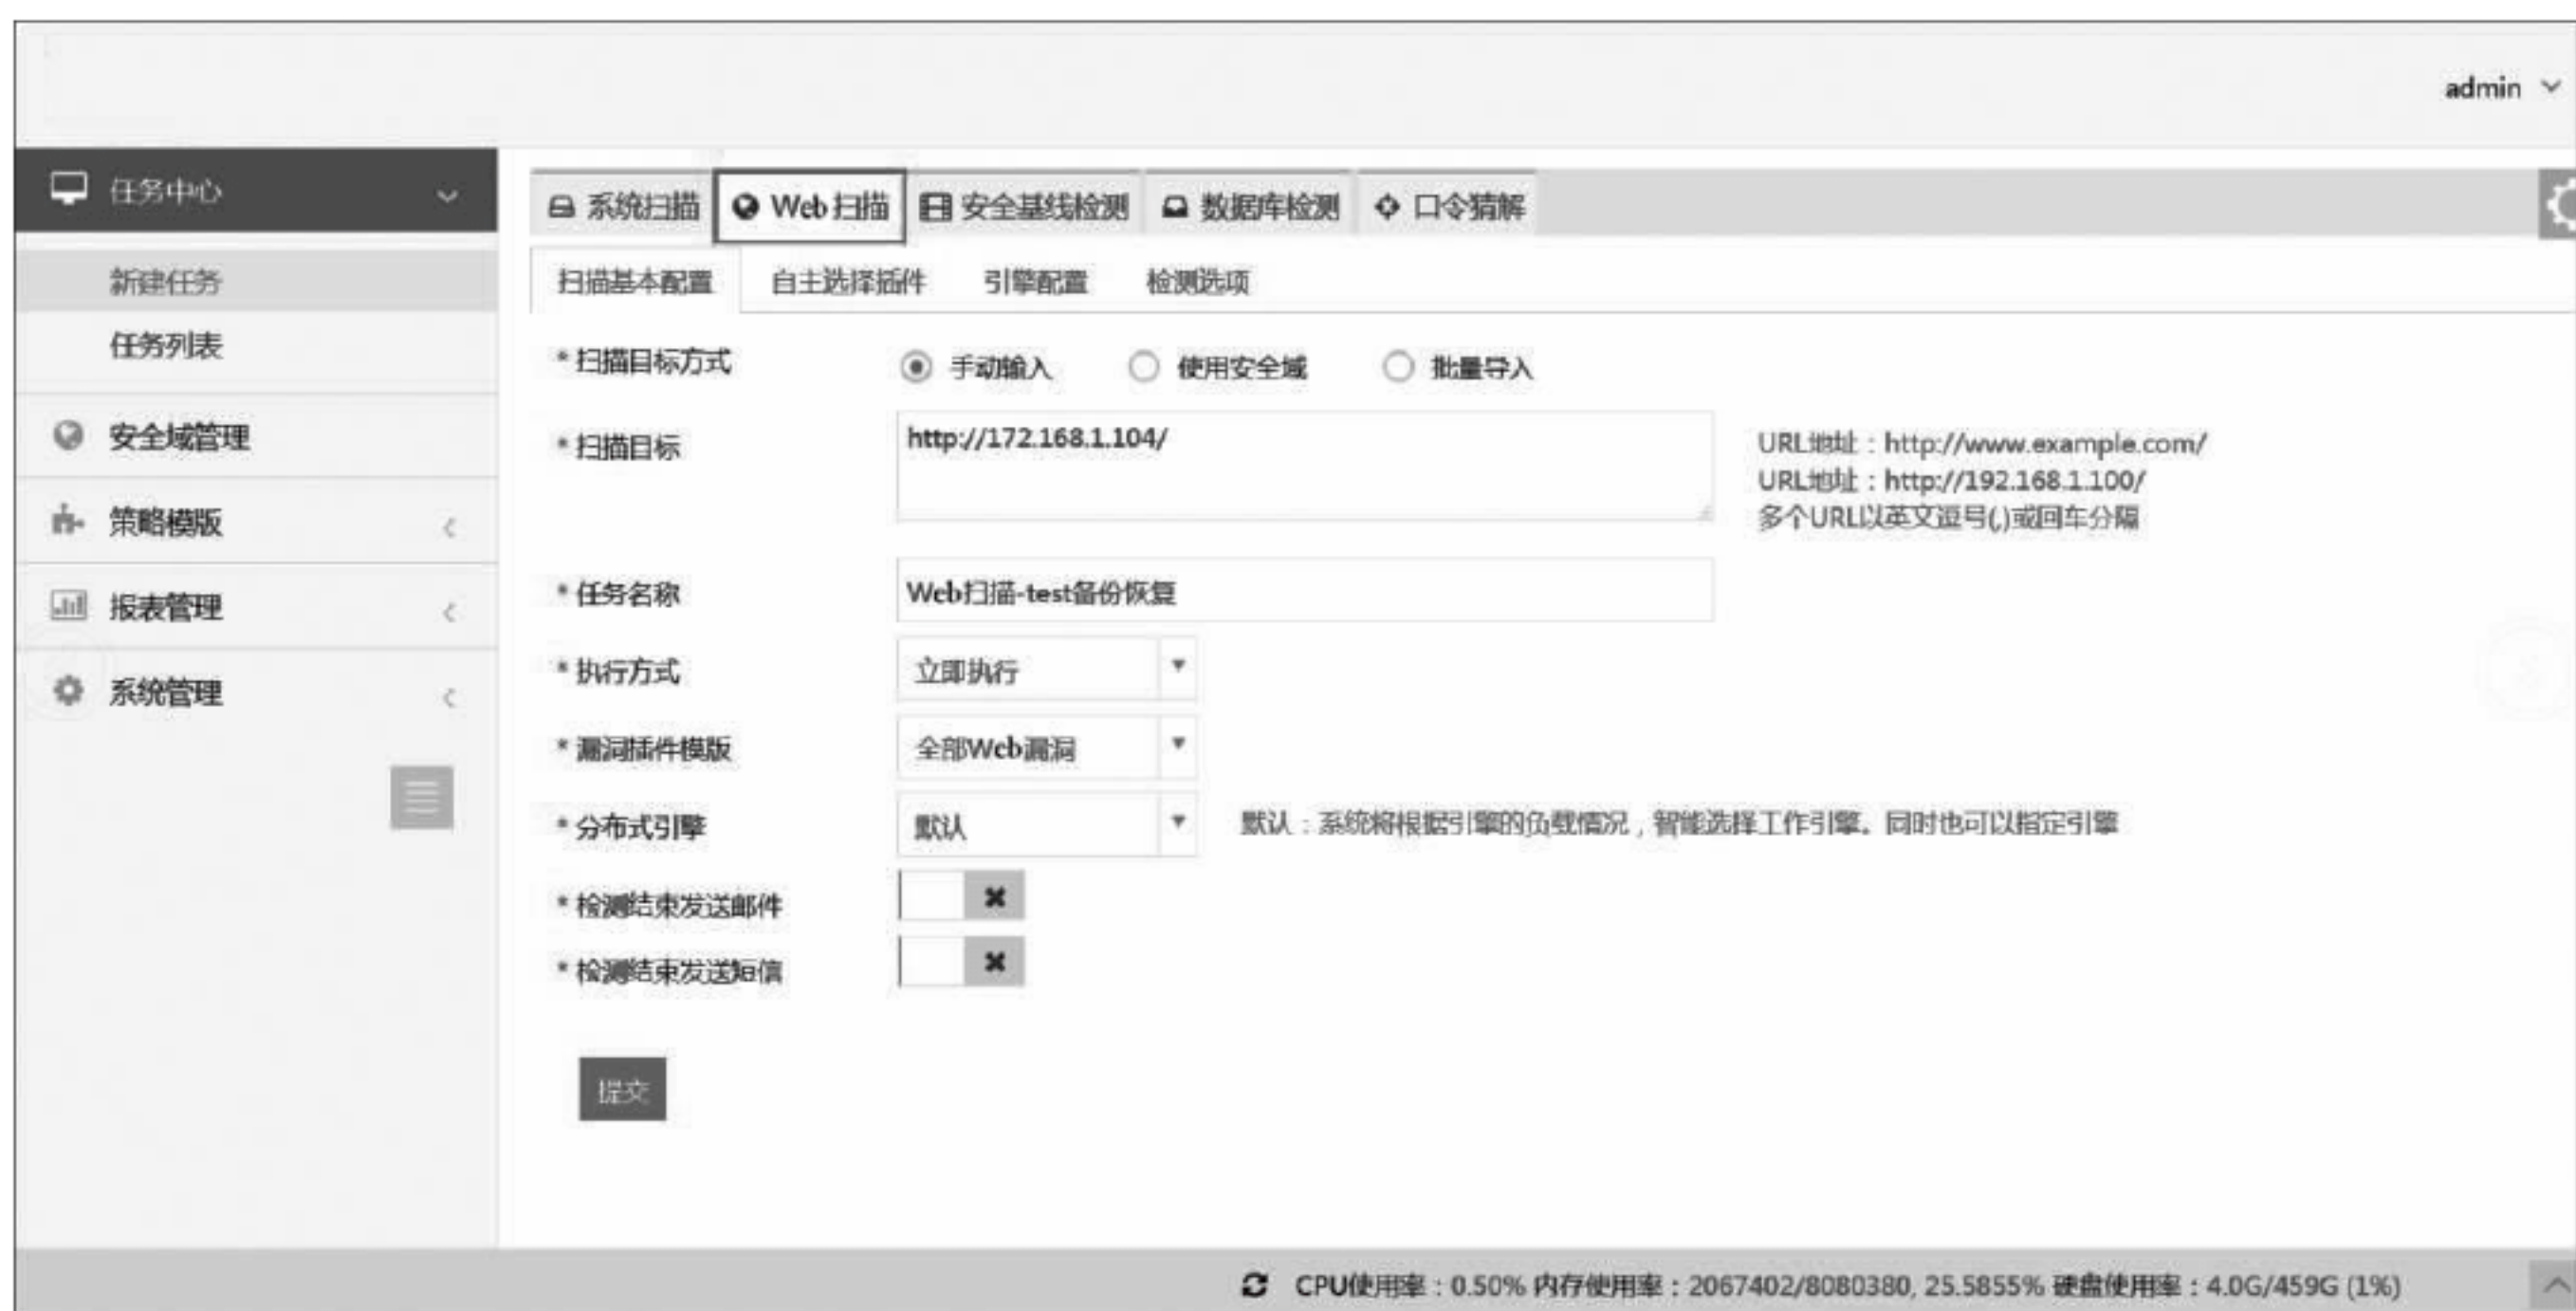 admin
任务中心
新建任务
任务列表
安全域管理
策略模版
报表管理
系统管理
系统扫描 Web 扫描 安全基线检测 数据库检测 口令猜解
扫描基本配置 自主选择插件 引擎配置 检测选项
* 扫描目标方式 手动输入 使用安全域 批量导入
* 扫描目标 http://172.168.1.104/
URL地址：http://www.example.com/
URL地址：http://192.168.1.100/
多个URL以英文逗号(,)或回车分隔
* 任务名称 Web扫描-test备份恢复
* 执行方式 立即执行
* 漏洞插件模版 全部Web漏洞
* 分布式引擎 默认 默认：系统将根据引擎的负载情况，智能选择工作引擎。同时也可以指定引擎
* 检测结束发送邮件
* 检测结束发送短信
提交
CPU使用率：0.50% 内存使用率：2067402/8080380, 25.5855% 硬盘使用率：4.0G/459G (1%)